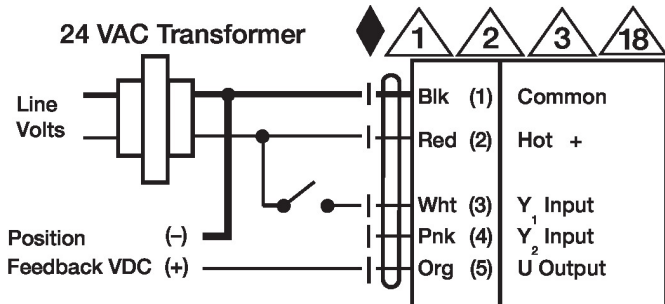 24 VAC Transformer
1 2 3 18
Line
Volts
Blk (1) Common
Red (2) Hot +
Wht (3) Y1 Input
Pnk (4) Y2 Input
Org (5) U Output
Position (–)
Feedback VDC (+)